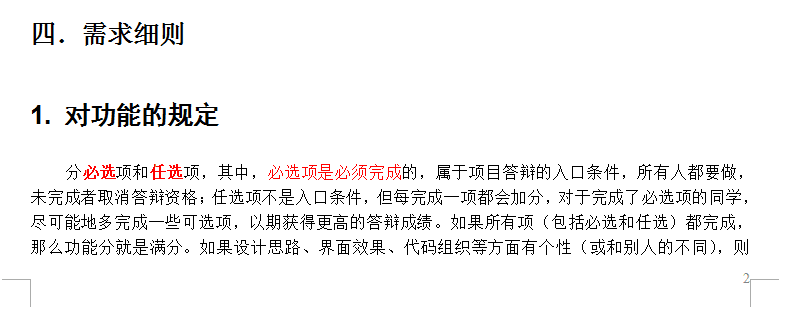 四．需求细则
1. 对功能的规定
分必选项和任选项，其中，必选项是必须完成的，属于项目答辩的入口条件，所有人都要做，
未完成者取消答辩资格；任选项不是入口条件，但每完成一项都会加分，对于完成了必选项的同学，
尽可能地多完成一些可选项，以期获得更高的答辩成绩。如果所有项（包括必选和任选）都完成，
那么功能分就是满分。如果设计思路、界面效果、代码组织等方面有个性（或和别人的不同），则
2